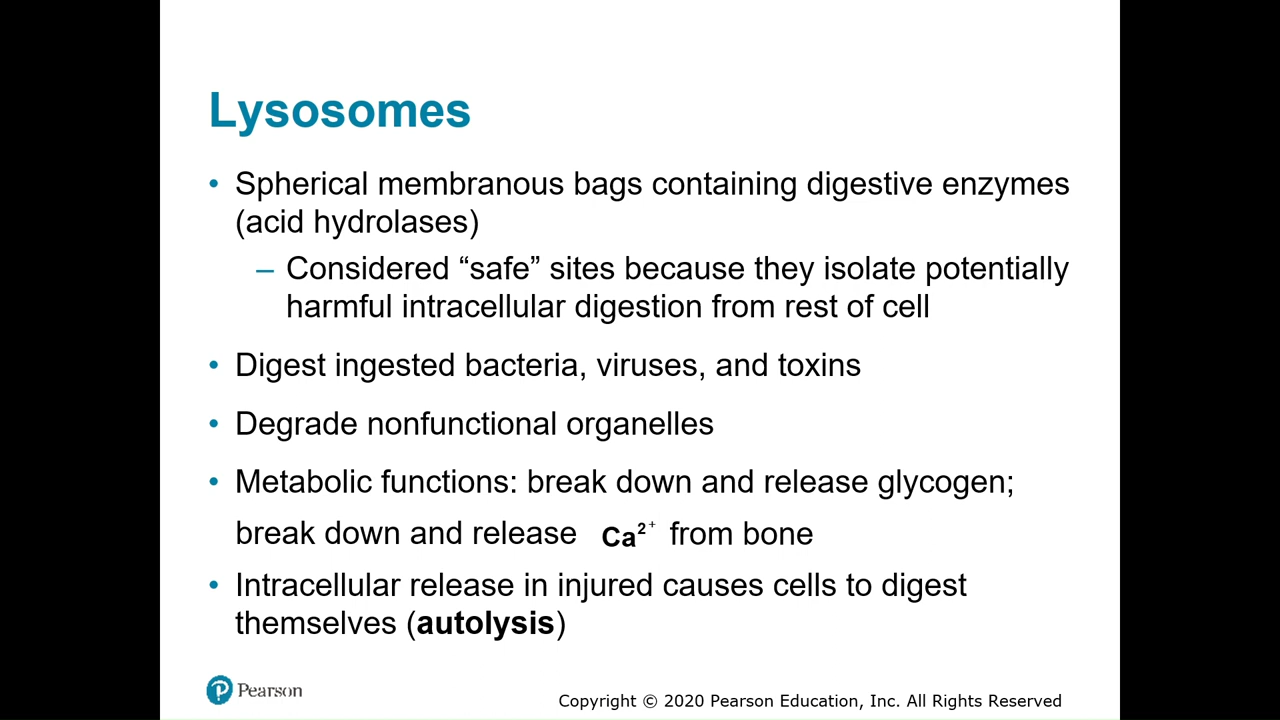 Lysosomes
• Spherical membranous bags containing digestive enzymes
(acid hydrolases)
– Considered “safe” sites because they isolate potentially
harmful intracellular digestion from rest of cell
• Digest ingested bacteria, viruses, and toxins
• Degrade nonfunctional organelles
• Metabolic functions: break down and release glycogen;
break down and release Ca²⁺ from bone
• Intracellular release in injured causes cells to digest
themselves (autolysis)
P Pearson
Copyright © 2020 Pearson Education, Inc. All Rights Reserved